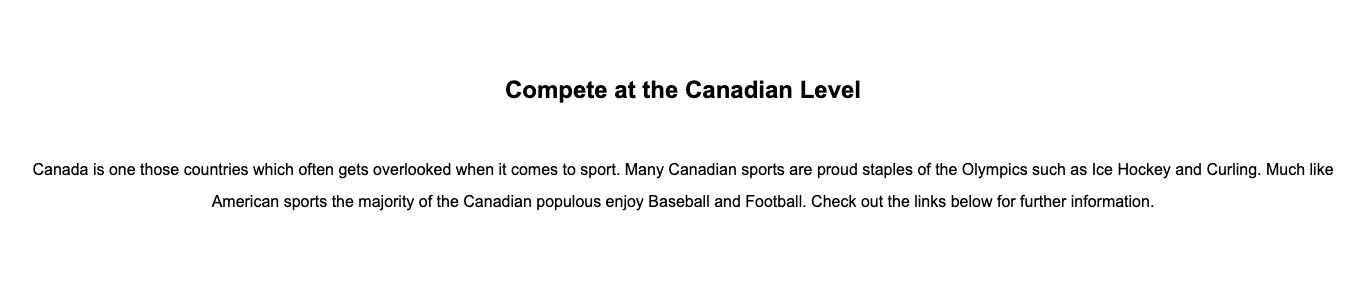 Compete at the Canadian Level
Canada is one those countries which often gets overlooked when it comes to sport. Many Canadian sports are proud staples of the Olympics such as Ice Hockey and Curling. Much like
American sports the majority of the Canadian populous enjoy Baseball and Football. Check out the links below for further information.